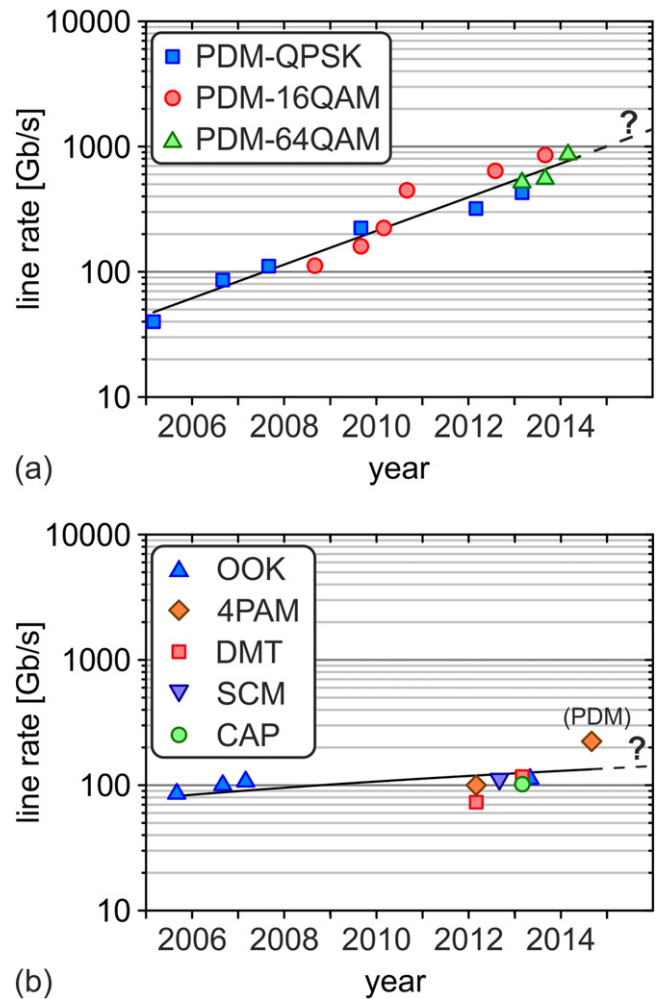 10000
PDM-QPSK
PDM-16QAM
PDM-64QAM
1000
?
100
10
line rate [Gb/s]
2006 2008 2010 2012 2014
year
(a)
10000
OOK
4PAM
DMT
SCM
CAP
1000
(PDM)
?
100
10
line rate [Gb/s]
2006 2008 2010 2012 2014
year
(b)